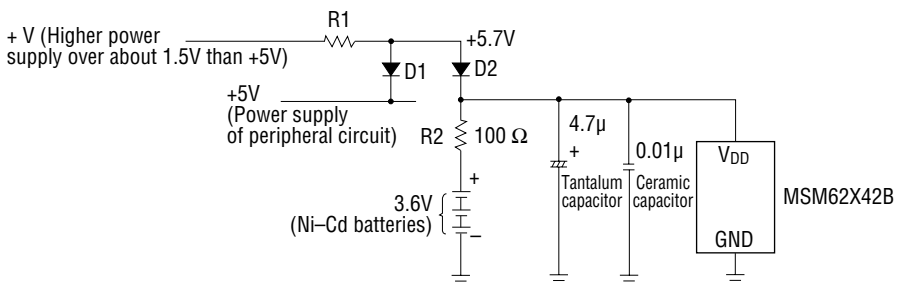 R1
+ V (Higher power
supply over about 1.5V than +5V)
+5.7V
D1
D2
+5V
(Power supply
of peripheral circuit)
R2
100 Ω
4.7μ
+
Tantalum
capacitor
0.01μ
Ceramic
capacitor
VDD
GND
MSM62X42B
+
3.6V
(Ni–Cd batteries)
–